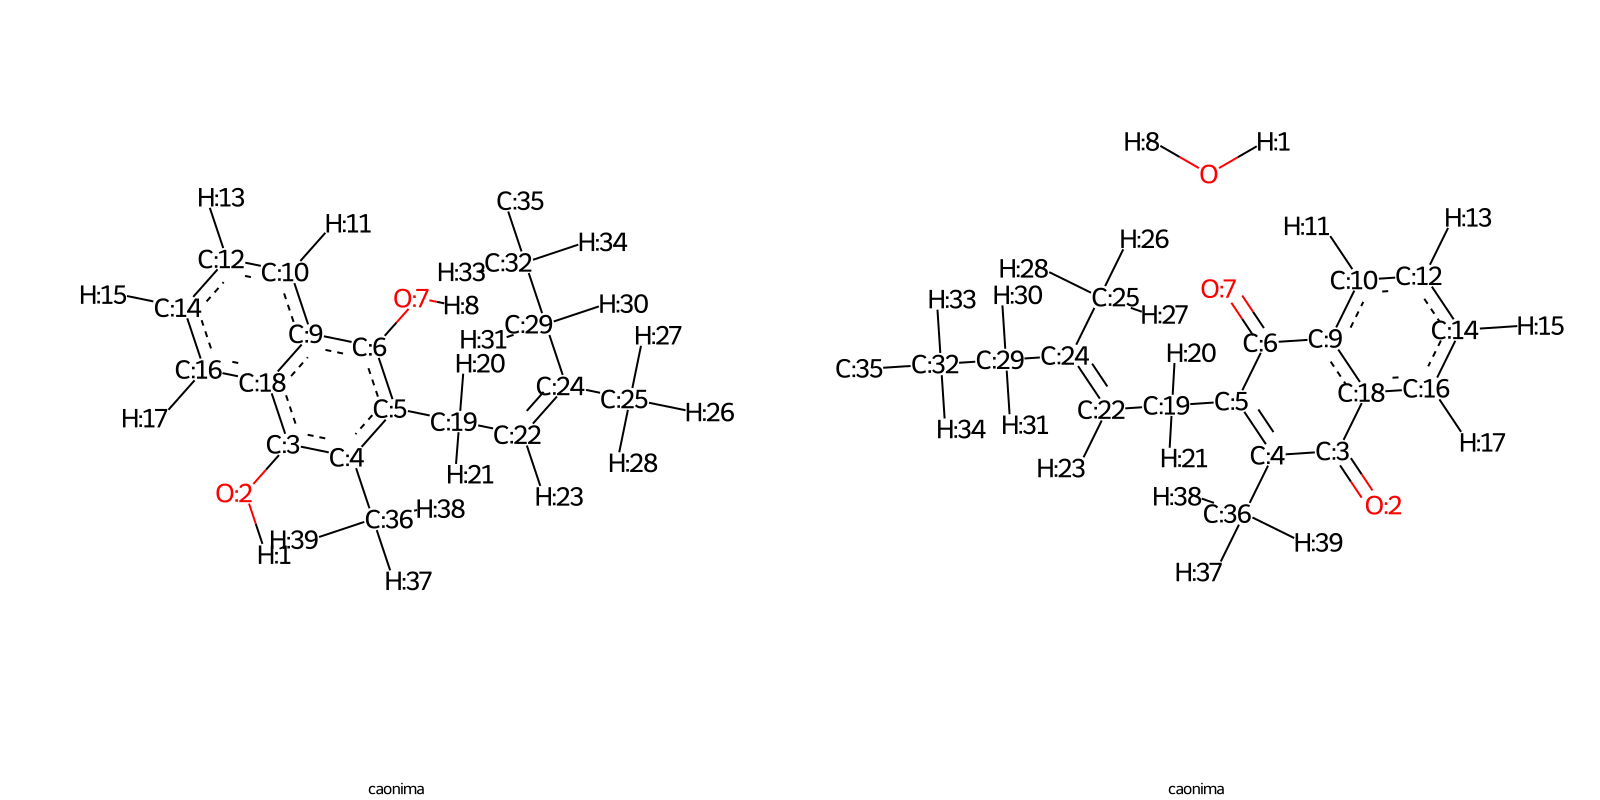 H:8 H:1
O
H:13
C:35
H:11
H:11 H:13
H:34
H:26
C:12 C:10
H:33 C:32
H:28
C:10 C:12
H:15 C:14
O:7 H:8
H:30
H:33 H:30
C:25
O:7
H:27
C:14 H:15
C:9 C:6
H:31 C:29
H:27
C:6 C:9
C:16 C:18
H:20
C:35 C:32 C:29 C:24
H:20
C:18 C:16
C:24 C:25
H:26
H:17
C:5 C:19 C:22
C:22 C:19 C:5
H:34 H:31
C:3 C:4
H:21
H:28
H:23
H:21
C:4 C:3
H:17
O:2
H:23
H:38
O:2
H:39
C:36 H:38
C:36
H:39
H:1
H:37
H:37
caonima
caonima